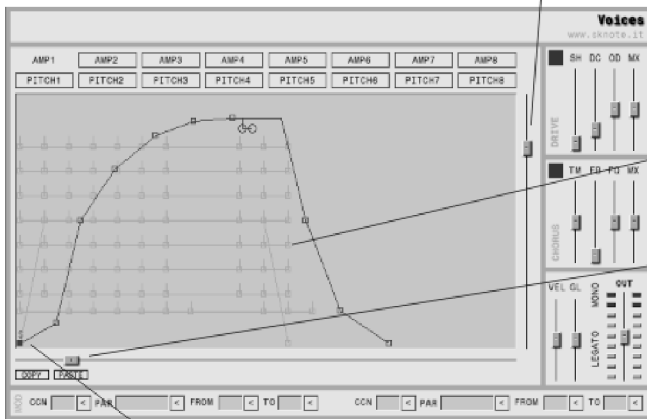 Voices
www.sknote.it
AMP1 AMP2 AMP3 AMP4 AMP5 AMP6 AMP7 AMP8
PITCH1 PITCH2 PITCH3 PITCH4 PITCH5 PITCH6 PITCH7 PITCH8
SH DC OD MX
DRIVE
TM FB FQ MX
CHORUS
VEL GL MONO OUT
LEGATO
COPY PASTE
MOD CCN < PAR < FROM < TO < CCN < PAR < FROM < TO <